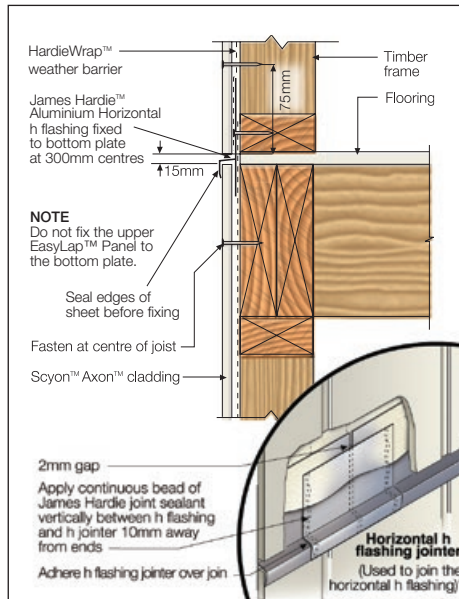 HardieWrap™
weather barrier
James Hardie™
Aluminium Horizontal
h flashing fixed
to bottom plate
at 300mm centres
75mm
Timber
frame
Flooring
15mm
NOTE
Do not fix the upper
EasyLap™ Panel to
the bottom plate.
Seal edges of
sheet before fixing
Fasten at centre of joist
Scyon™ Axon™ cladding
2mm gap
Apply continuous bead of
James Hardie joint sealant
vertically between h flashing
and h jointer 10mm away
from ends
Adhere h flashing jointer over join
Horizontal h
flashing jointer
(Used to join the
horizontal h flashing)